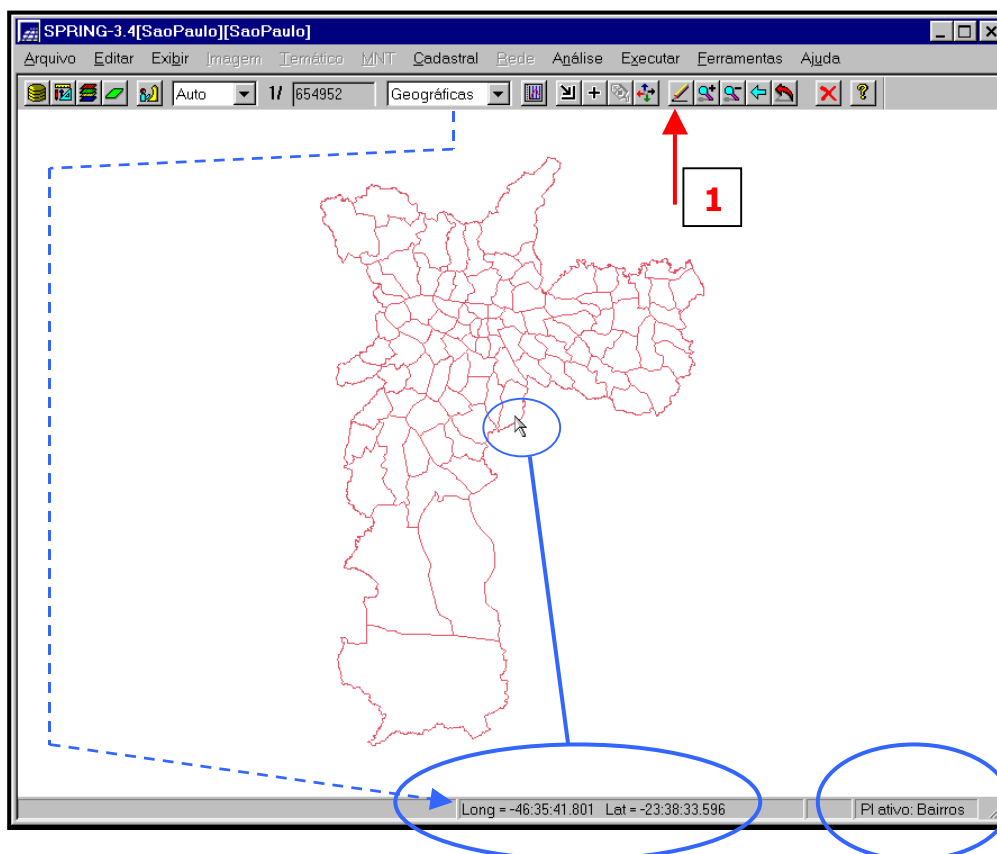 SPRING-3.4[SaoPaulo][SaoPaulo]
Arquivo Editar Exibir Imagem Temático MNT Cadastral Rede Análise Executar Ferramentas Ajuda
Auto 1/ 654952 Geográficas
1
Long = -46:35:41.801 Lat = -23:38:33.596 PI ativo: Bairros